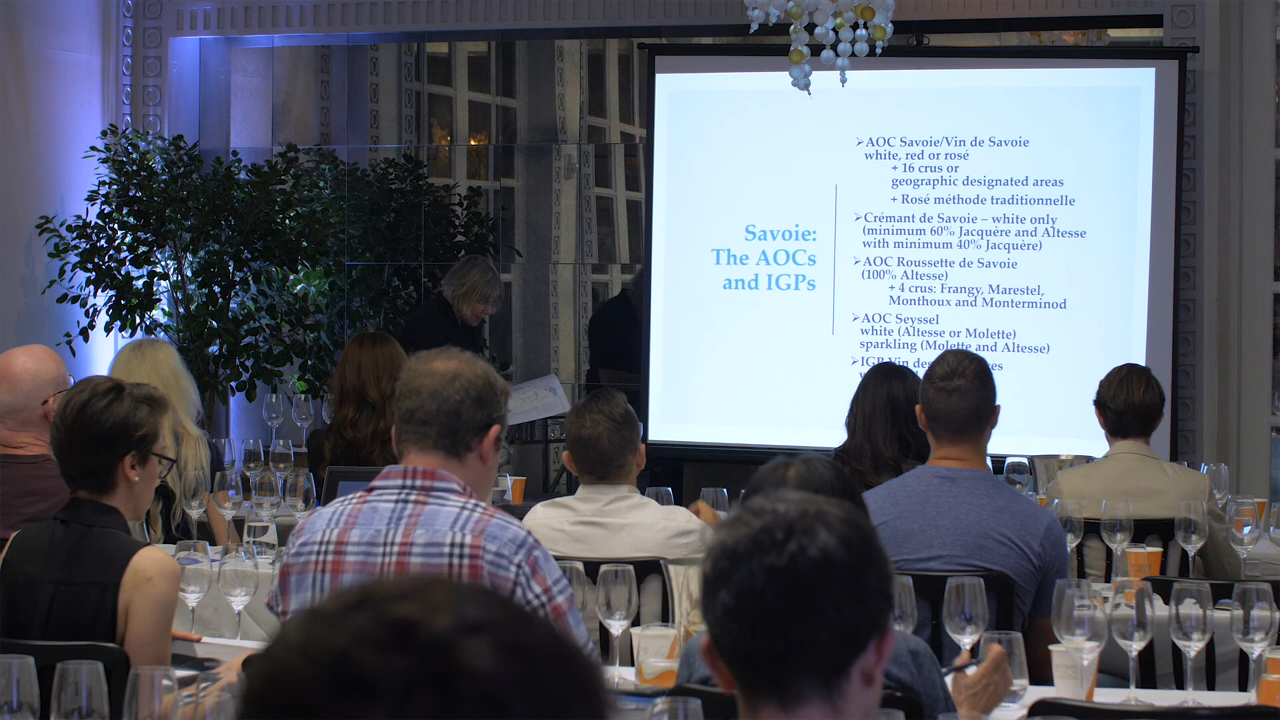 Savoie:
The AOCs
and IGPs
➢AOC Savoie/Vin de Savoie
white, red or rosé
+ 16 crus or
geographic designated areas
+ Rosé méthode traditionnelle
➢Crémant de Savoie – white only
(minimum 60% Jacquère and Altesse
with minimum 40% Jacquère)
➢AOC Roussette de Savoie
(100% Altesse)
+ 4 crus: Frangy, Marestel,
Monthoux and Monterminod
➢AOC Seyssel
white (Altesse or Molette)
sparkling (Molette and Altesse)
➢IGP Vin des